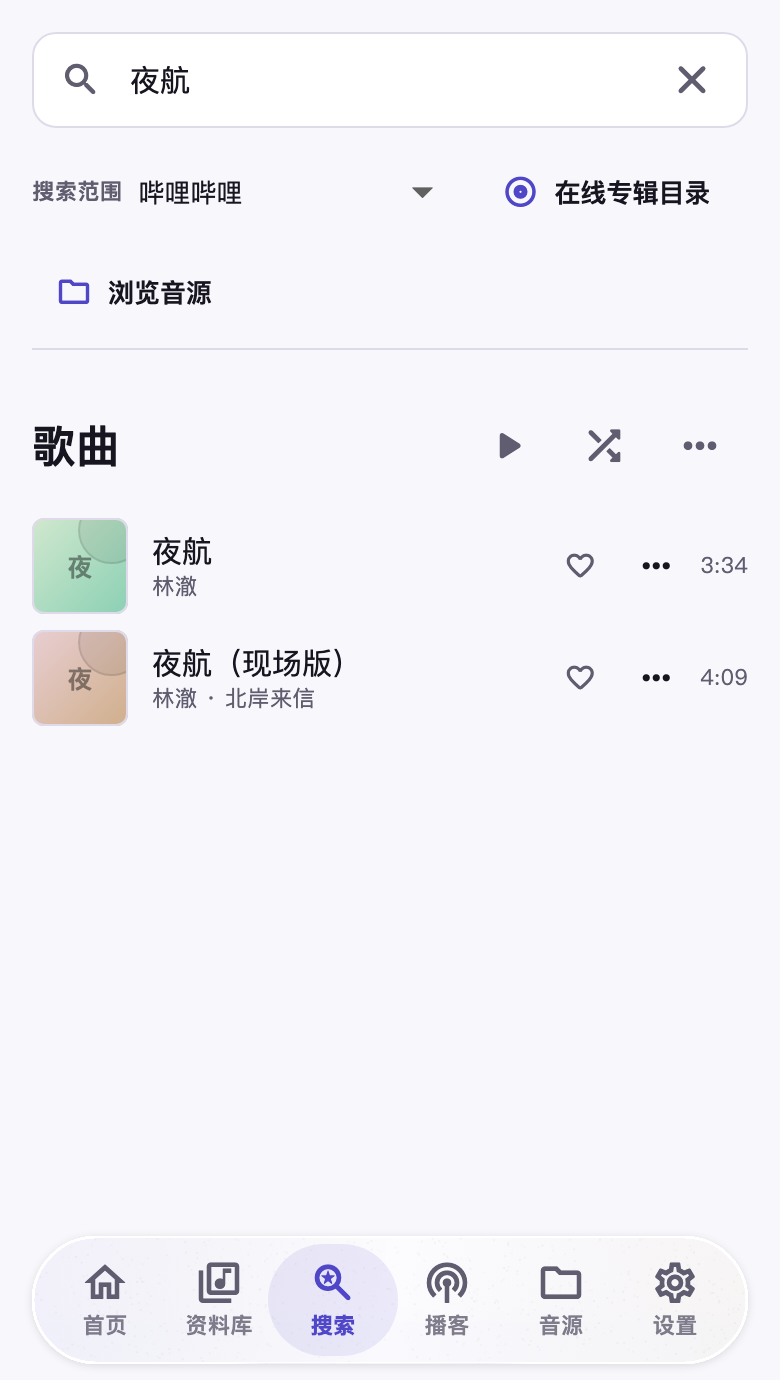 夜航
搜索范围 哔哩哔哩 在线专辑目录
浏览音源
歌曲
夜 夜航 3:34
林澈
夜 夜航（现场版） 4:09
林澈 · 北岸来信
首页 资料库 搜索 播客 音源 设置